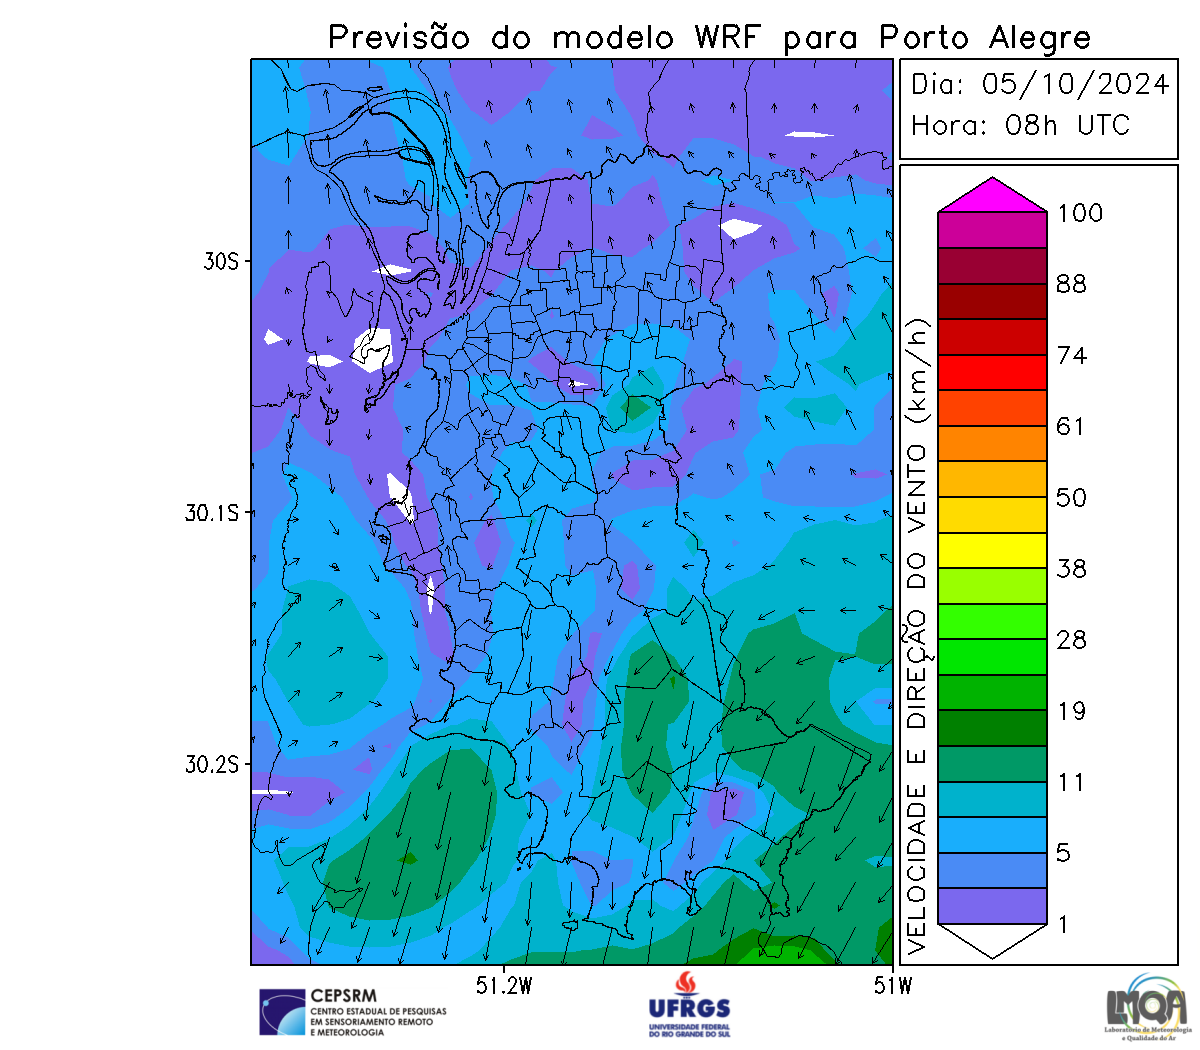 Previsão do modelo WRF para Porto Alegre
Dia: 05/10/2024
Hora: 08h UTC
30S
30.1S
30.2S
51.2W
51W
VELOCIDADE E DIREÇÃO DO VENTO (km/h)
100
88
74
61
50
38
28
19
11
5
1
CEPSRM
CENTRO ESTADUAL DE PESQUISAS
EM SENSORIAMENTO REMOTO
E METEOROLOGIA
UFRGS
UNIVERSIDADE FEDERAL
DO RIO GRANDE DO SUL
LMQA
Laboratório de Meteorologia
e Qualidade do Ar